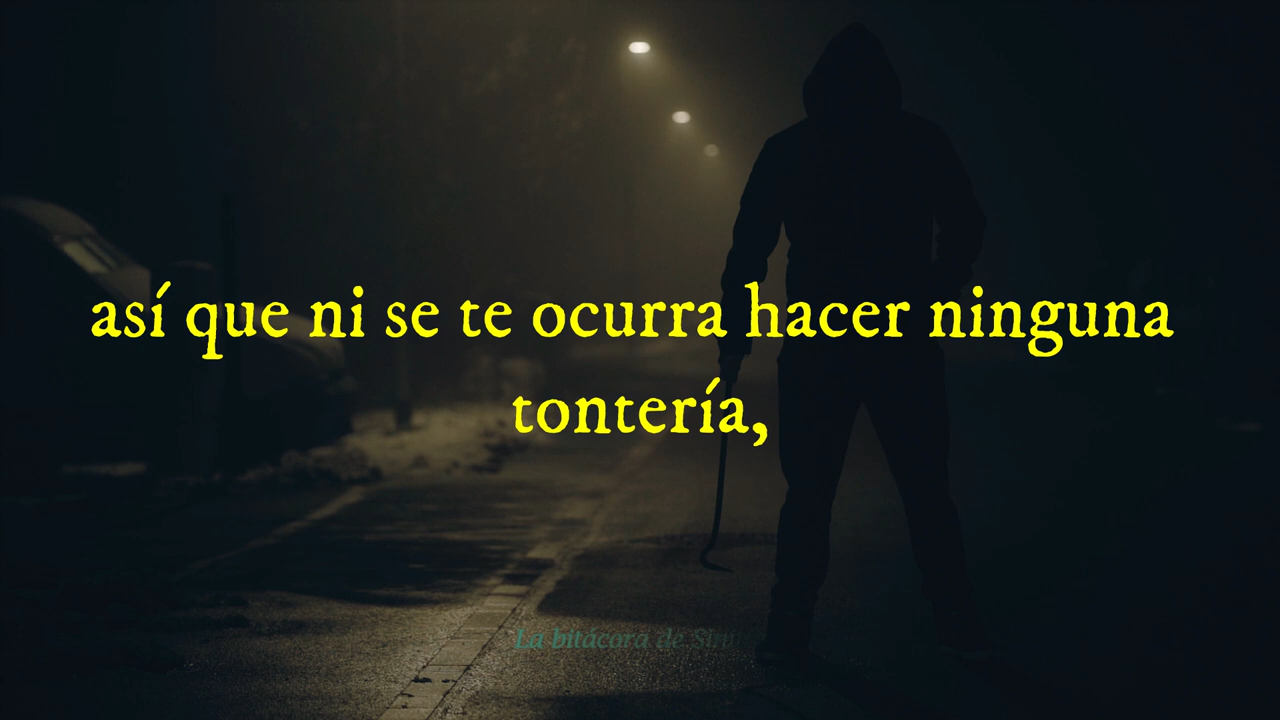 así que ni se te ocurra hacer ninguna
tontería,
La bitácora de